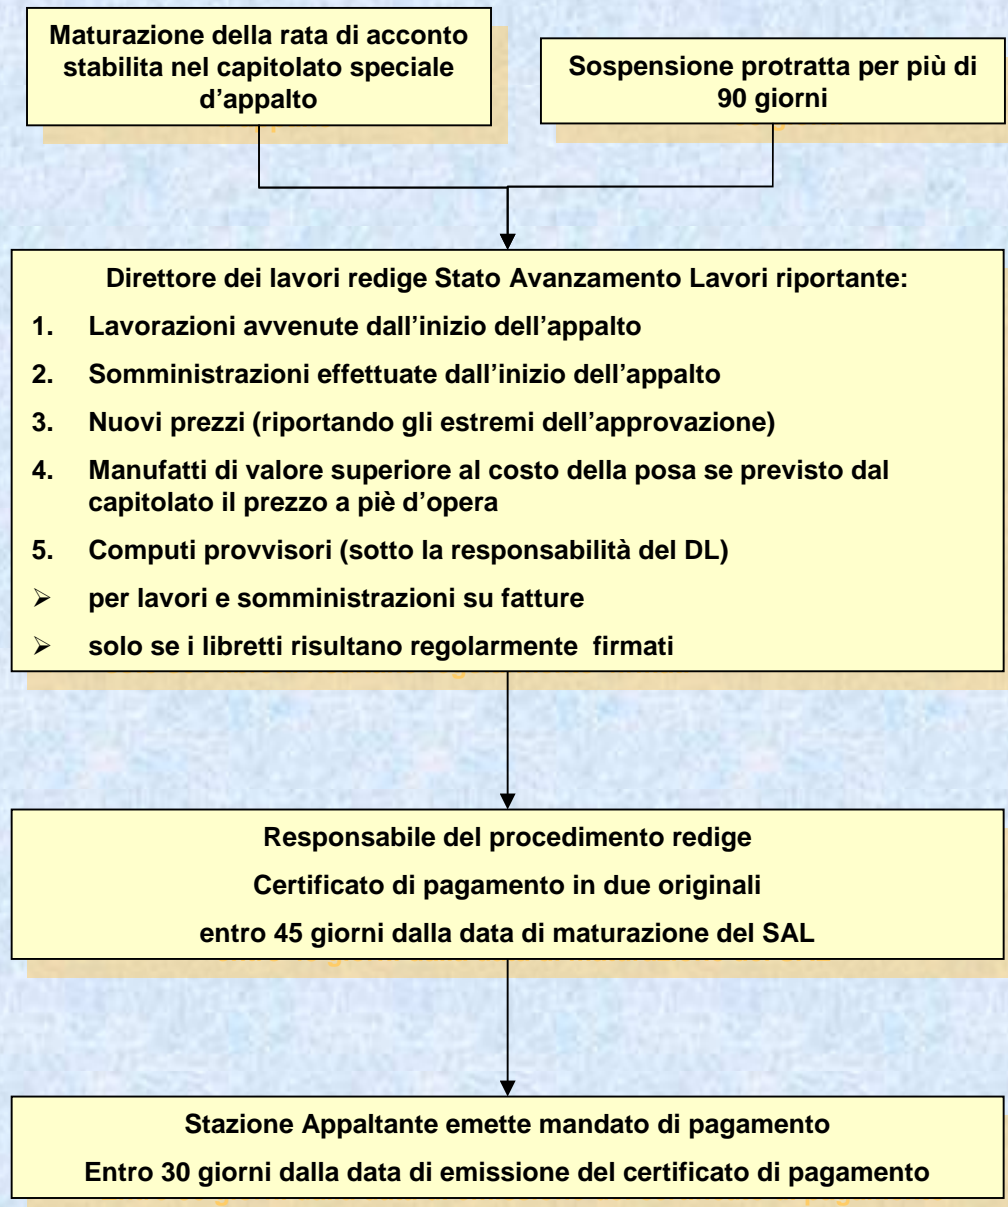 Maturazione della rata di acconto
stabilita nel capitolato speciale
d’appalto
Sospensione protratta per più di
90 giorni
Direttore dei lavori redige Stato Avanzamento Lavori riportante:
1. Lavorazioni avvenute dall’inizio dell’appalto
2. Somministrazioni effettuate dall’inizio dell’appalto
3. Nuovi prezzi (riportando gli estremi dell’approvazione)
4. Manufatti di valore superiore al costo della posa se previsto dal
capitolato il prezzo a piè d’opera
5. Computi provvisori (sotto la responsabilità del DL)
➢ per lavori e somministrazioni su fatture
➢ solo se i libretti risultano regolarmente firmati
Responsabile del procedimento redige
Certificato di pagamento in due originali
entro 45 giorni dalla data di maturazione del SAL
Stazione Appaltante emette mandato di pagamento
Entro 30 giorni dalla data di emissione del certificato di pagamento